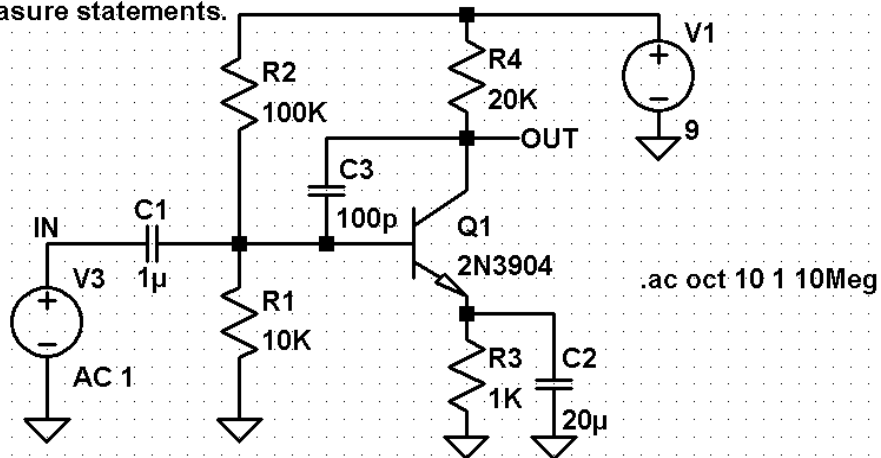 asure statements.
V1
R2
R4
100K
20K
OUT
9
C3
C1
100p
Q1
IN
1µ
V3
2N3904
.ac oct 10 1 10Meg
R1
10K
R3
C2
AC 1
1K
20µ